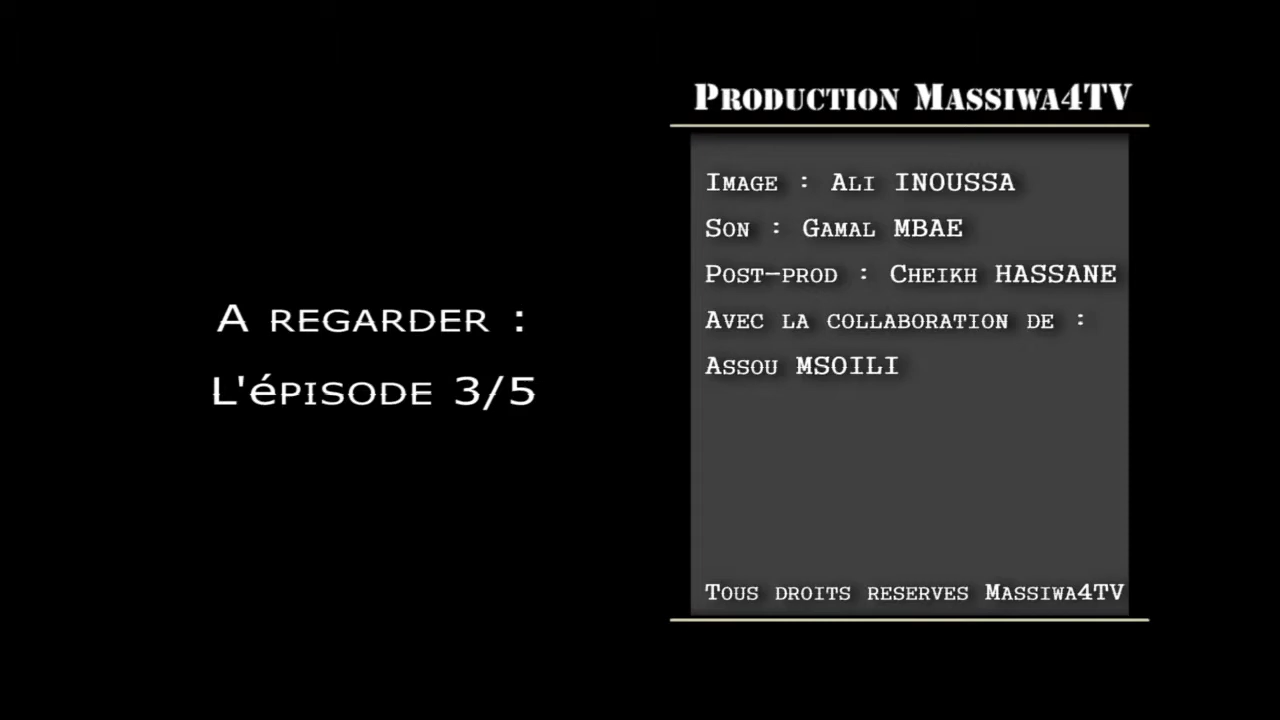 A REGARDER :
L'éPISODE 3/5
PRODUCTION MASSIWA4TV
IMAGE : ALI INOUSSA
SON : GAMAL MBAE
POST-PROD : CHEIKH HASSANE
AVEC LA COLLABORATION DE :
ASSOU MSOILI
TOUS DROITS RESERVES MASSIWA4TV